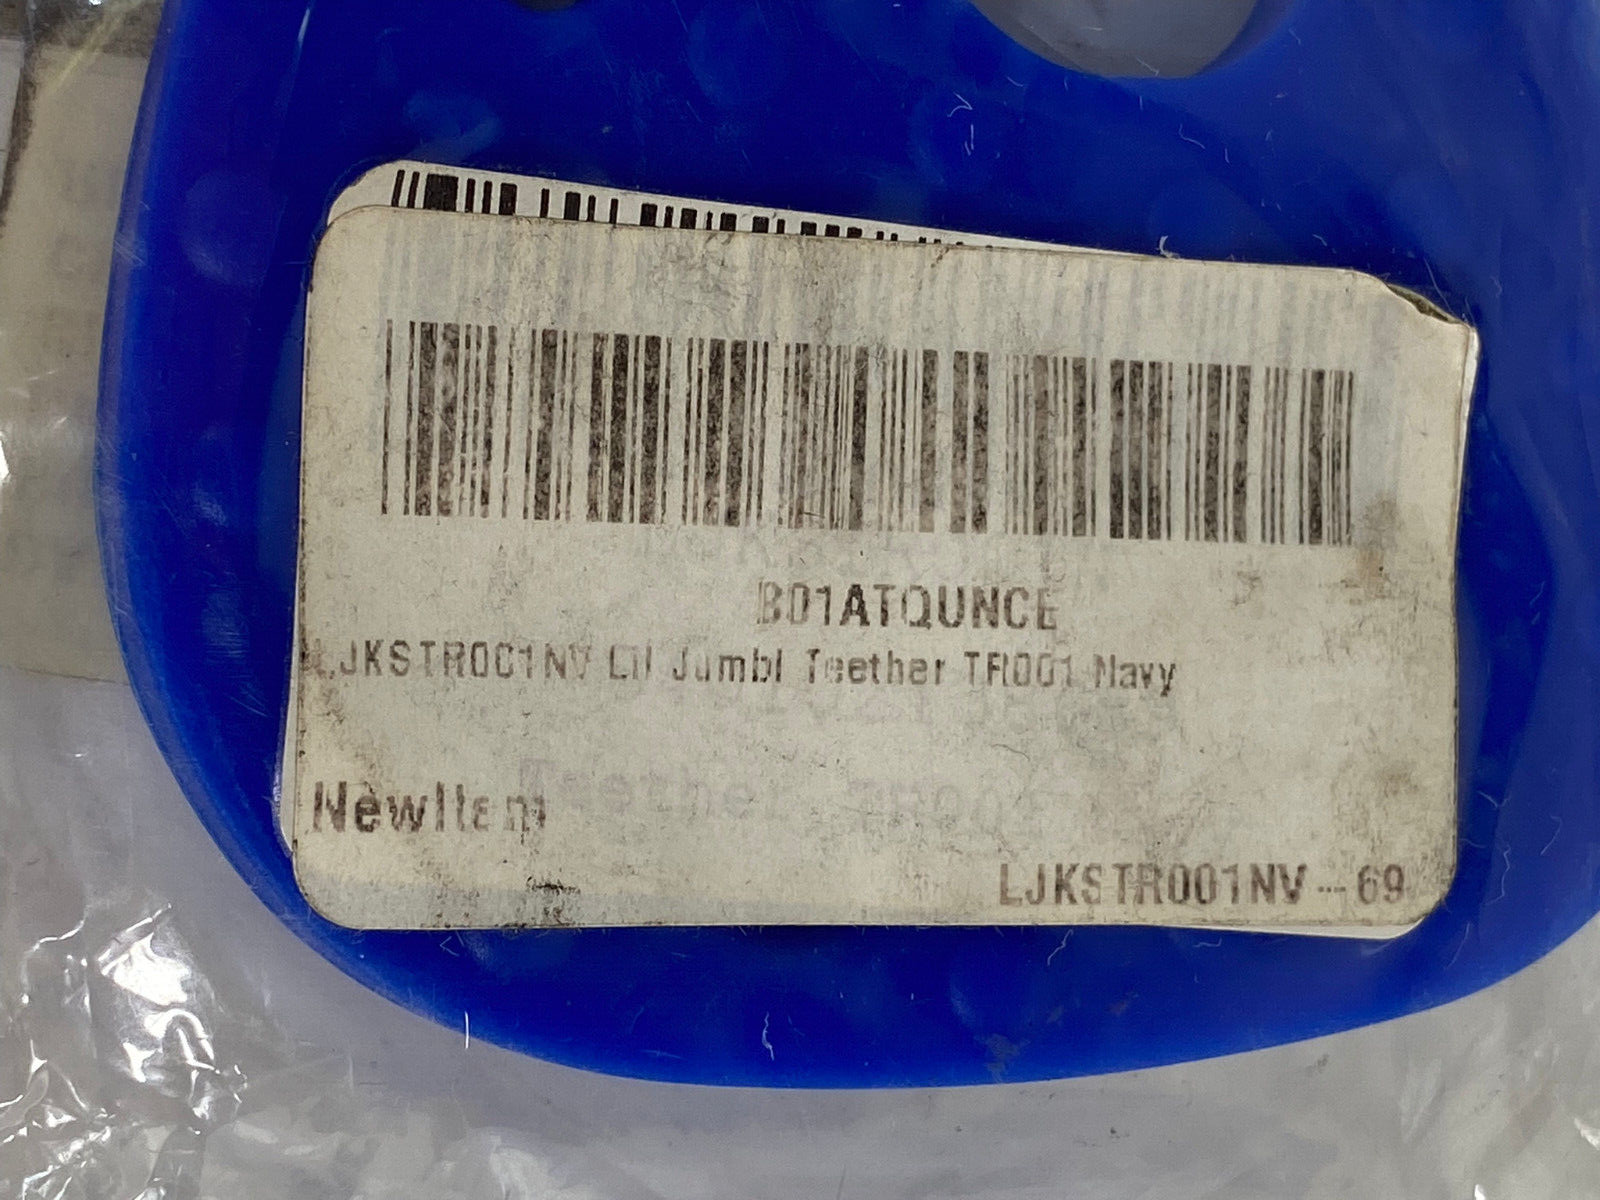 B01ATQUNCE
LJKSTR001NV Lil Jumbl Teether TR001 Navy
NewItem
LJKSTR001NV -- 69